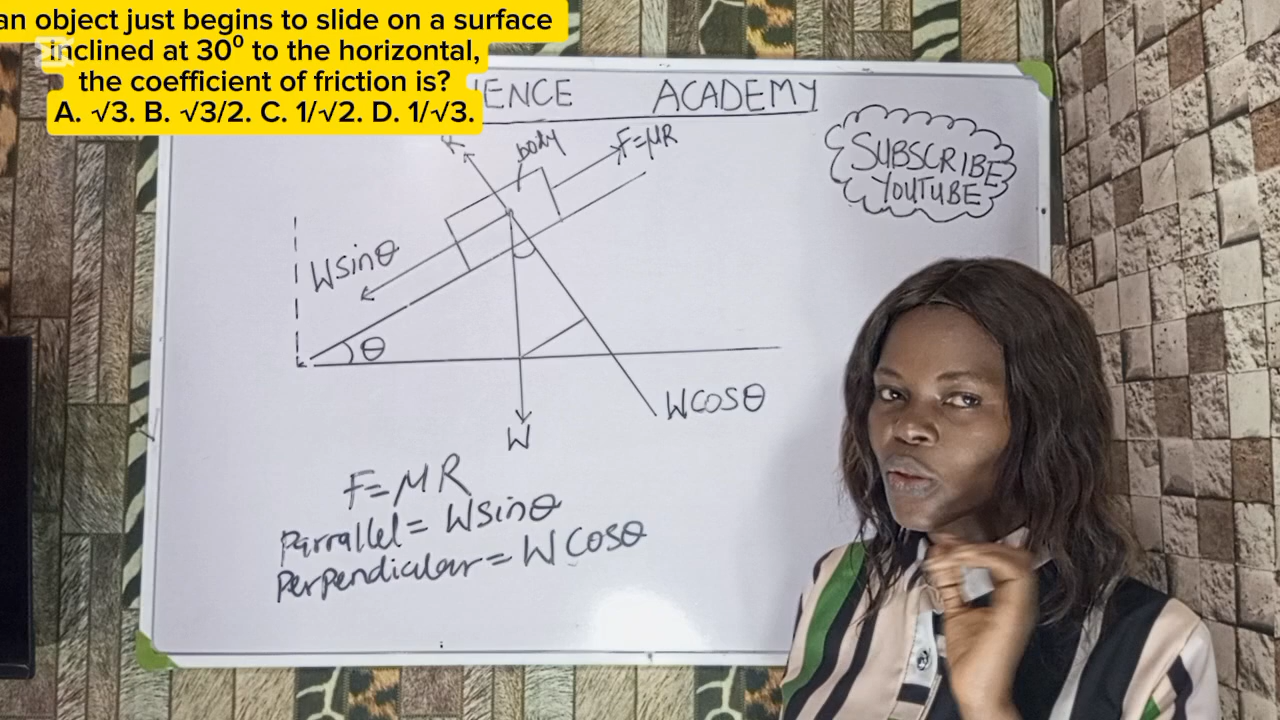 an object just begins to slide on a surface
inclined at 30⁰ to the horizontal,
the coefficient of friction is?
A. √3. B. √3/2. C. 1/√2. D. 1/√3.
IENCE ACADEMY
SUBSCRIBE
YOUTUBE
R
body
F=μR
Wsinθ
θ
Wcosθ
W
F=μR
Parrallel = Wsinθ
Perpendicular = WCosθ